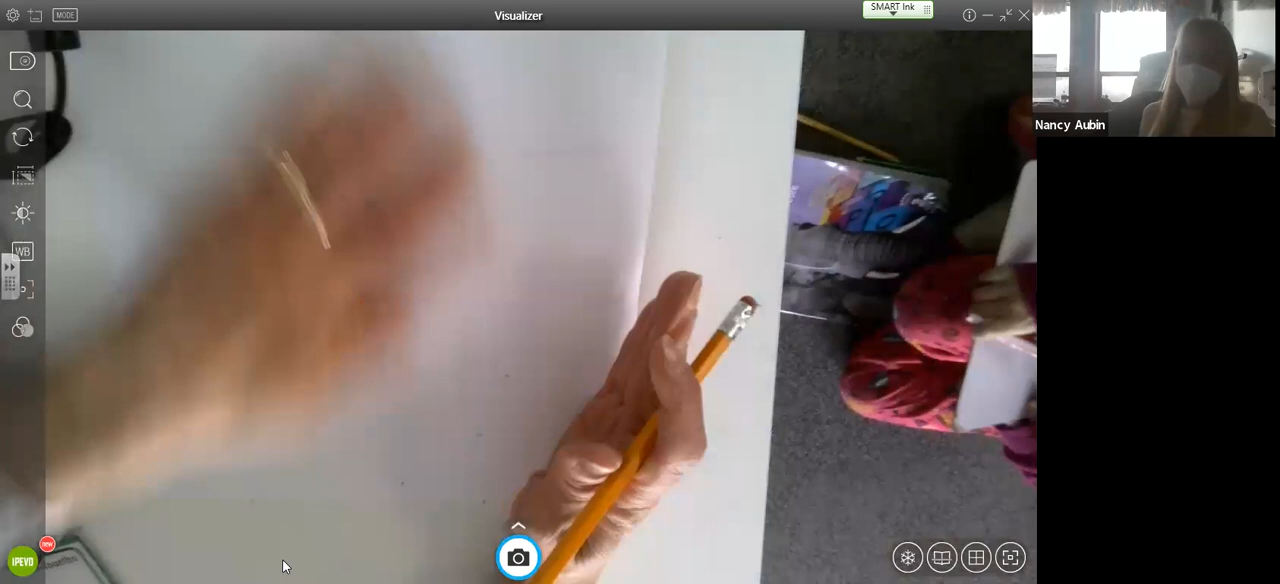 MODE
Visualizer
SMART Ink
Nancy Aubin
WB
new
IPEVO